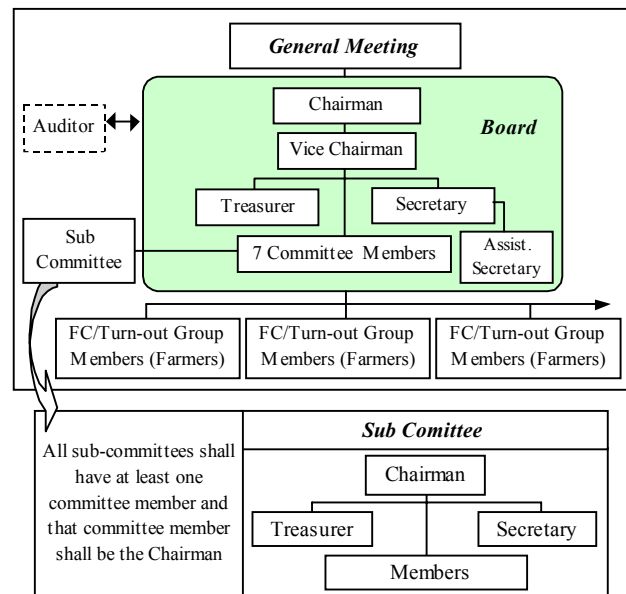 General Meeting
Chairman
Auditor
Board
Vice Chairman
Treasurer
Secretary
Sub
Committee
7 Committee Members
Assist.
Secretary
FC/Turn-out Group
Members (Farmers)
FC/Turn-out Group
Members (Farmers)
FC/Turn-out Group
Members (Farmers)
All sub-committees shall
have at least one
committee member and
that committee member
shall be the Chairman
Sub Comittee
Chairman
Treasurer
Secretary
Members